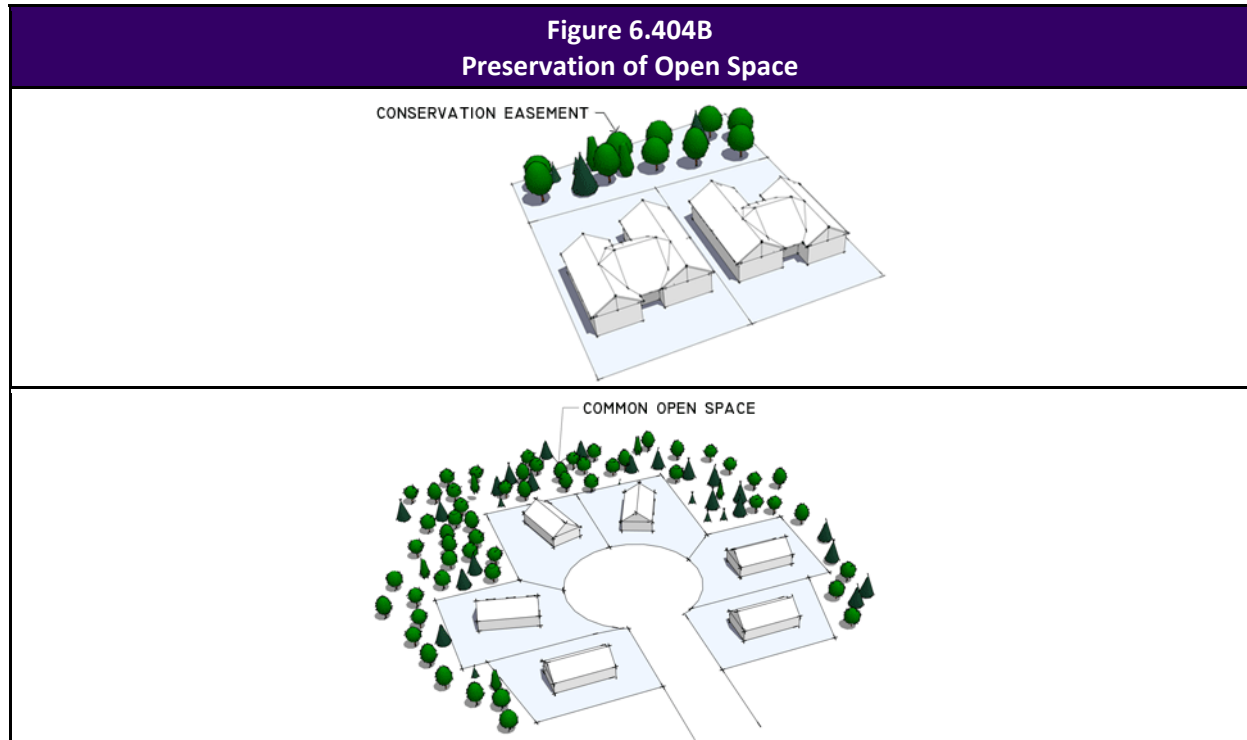 Figure 6.404B
Preservation of Open Space
CONSERVATION EASEMENT
COMMON OPEN SPACE